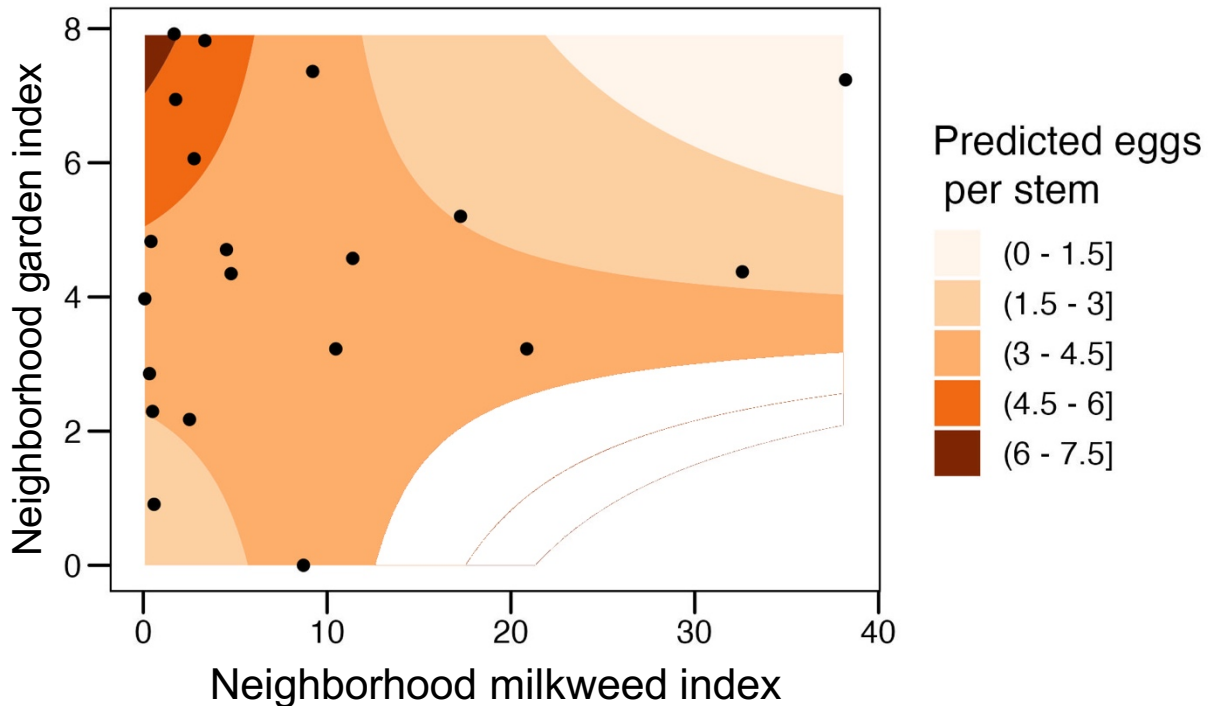 8
6
4
2
0
Neighborhood garden index
0 10 20 30 40
Neighborhood milkweed index
Predicted eggs
per stem
(0 - 1.5]
(1.5 - 3]
(3 - 4.5]
(4.5 - 6]
(6 - 7.5]